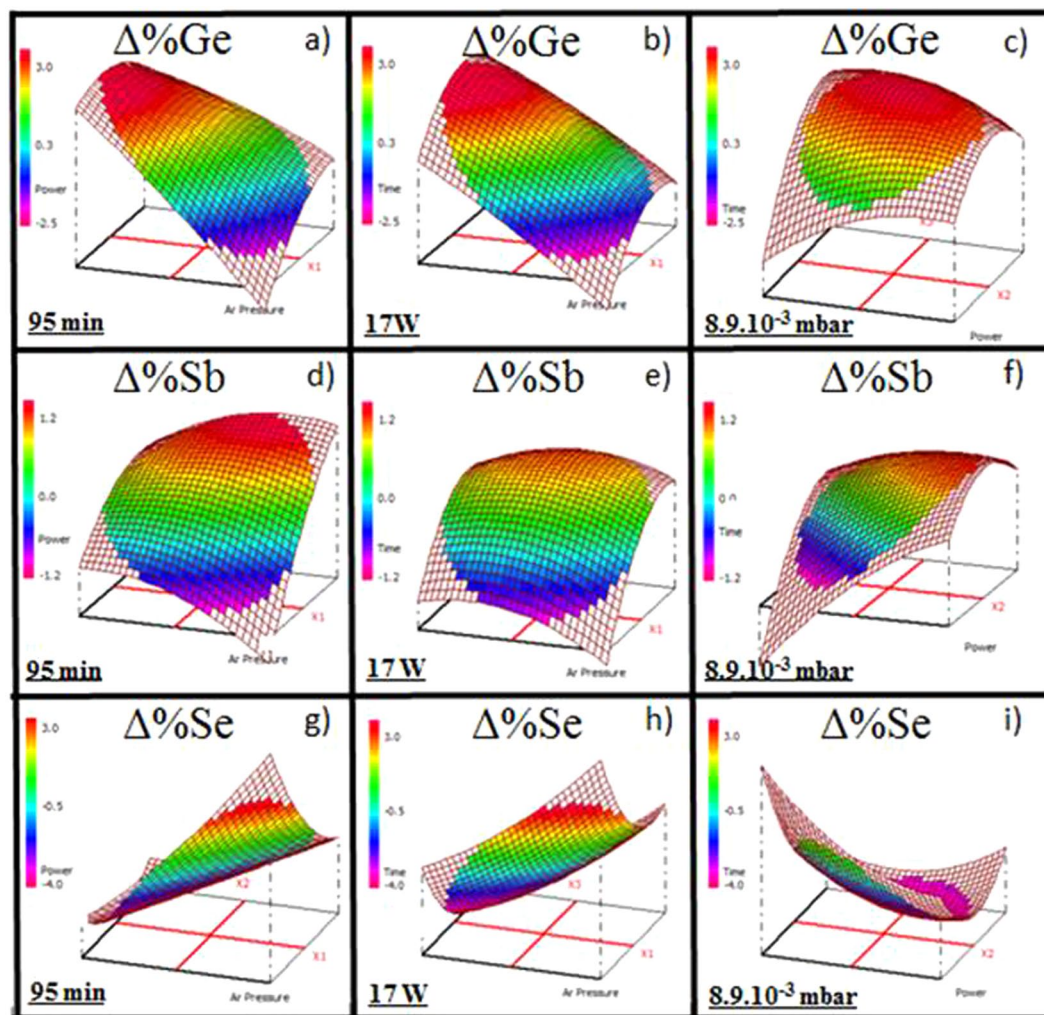 Δ%Ge a)
3.0
0.3
Power
-2.5
X1
Ar Pressure
95 min
Δ%Ge b)
3.0
0.3
Time
-2.5
X1
Ar Pressure
17W
Δ%Ge c)
3.0
0.3
Time
-2.5
X3
X2
Power
8.9.10⁻³ mbar
Δ%Sb d)
1.2
0.0
Power
-1.2
X1
Ar Pressure
95 min
Δ%Sb e)
1.2
0.0
Time
-1.2
X1
Ar Pressure
17 W
Δ%Sb f)
1.2
0.0
Time
-1.2
X2
Power
8.9.10⁻³ mbar
Δ%Se g)
3.0
-0.5
Power
-4.0
X2
X1
Ar Pressure
95 min
Δ%Se h)
3.0
-0.5
Time
-4.0
X3
X1
Ar Pressure
17 W
Δ%Se i)
3.0
-0.5
Time
-4.0
X2
Power
8.9.10⁻³ mbar